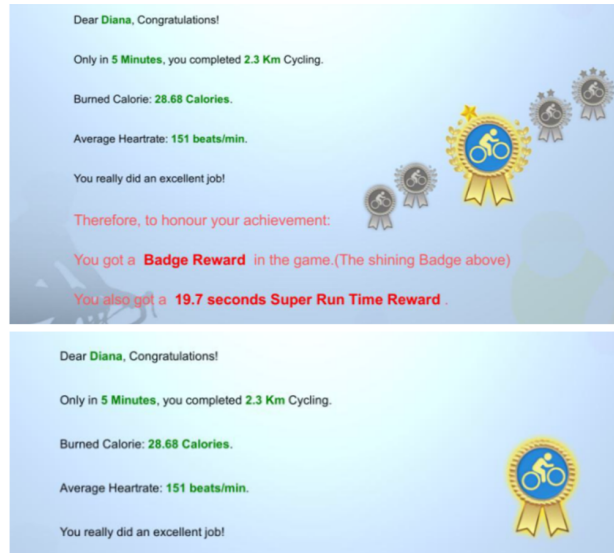 Dear Diana, Congratulations!
Only in 5 Minutes, you completed 2.3 Km Cycling.
Burned Calorie: 28.68 Calories.
Average Heartrate: 151 beats/min.
You really did an excellent job!
Therefore, to honour your achievement:
You got a Badge Reward in the game.(The shining Badge above)
You also got a 19.7 seconds Super Run Time Reward .
Dear Diana, Congratulations!
Only in 5 Minutes, you completed 2.3 Km Cycling.
Burned Calorie: 28.68 Calories.
Average Heartrate: 151 beats/min.
You really did an excellent job!